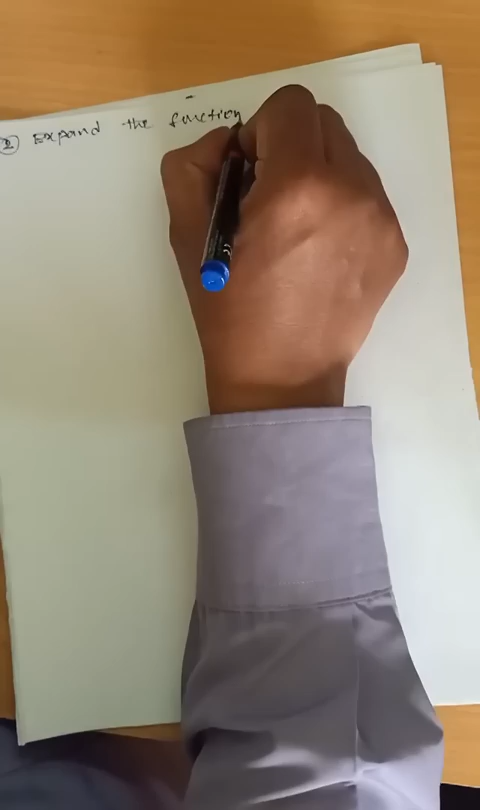 ② Expand the function